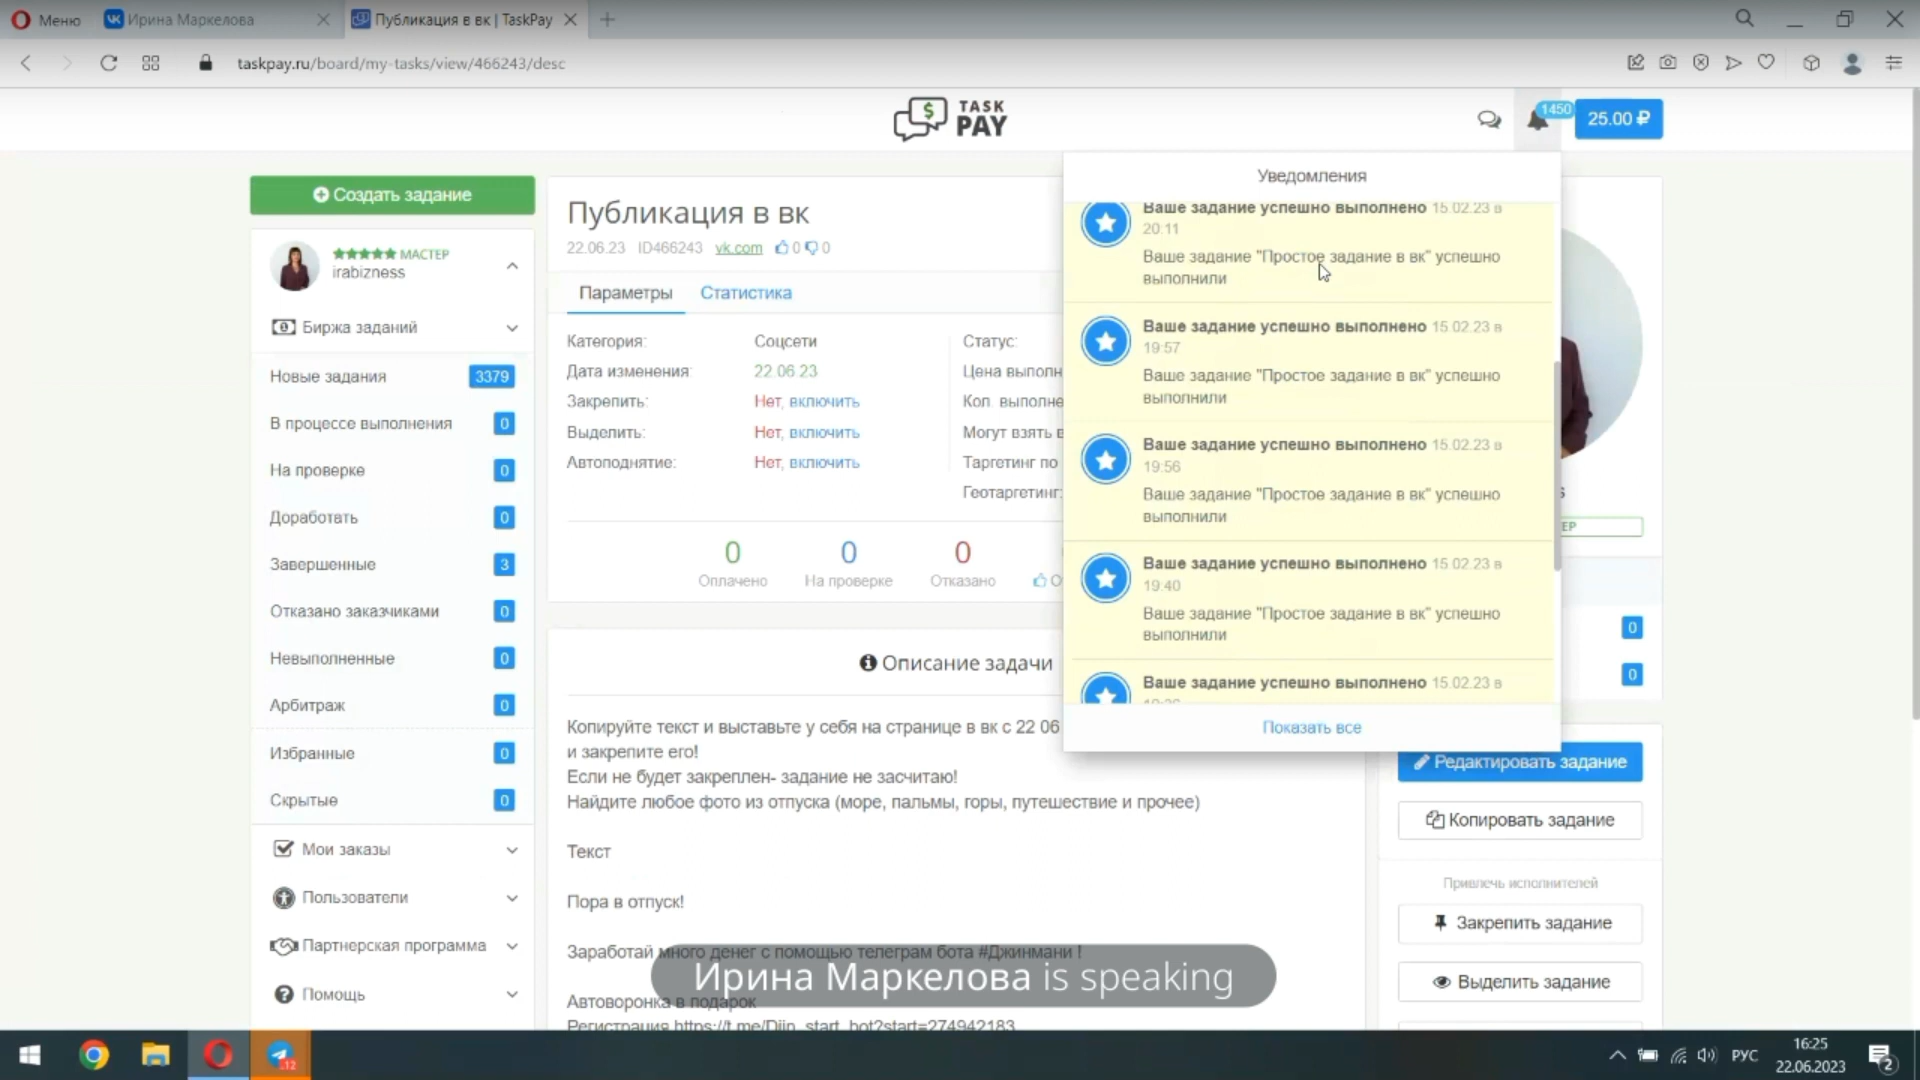 Меню
Ирина Маркелова
Публикация в вк | TaskPay
taskpay.ru/board/my-tasks/view/466243/desc
TASK
PAY
1450
25.00 ₽
Создать задание
МАСТЕР
irabizness
Биржа заданий
Новые задания 3379
В процессе выполнения 0
На проверке 0
Доработать 0
Завершенные 3
Отказано заказчиками 0
Невыполненные 0
Арбитраж 0
Избранные 0
Скрытые 0
Мои заказы
Пользователи
Партнерская программа
Помощь
Публикация в вк
22.06.23 ID466243 vk.com 0 0
Параметры Статистика
Категория: Соцсети
Дата изменения: 22.06.23
Закрепить: Нет, включить
Выделить: Нет, включить
Автоподнятие: Нет, включить
Статус:
Цена выполн
Кол. выполне
Могут взять в
Таргетинг по
Геотаргетинг:
0 0 0
Оплачено На проверке Отказано
Описание задачи
Копируйте текст и выставьте у себя на странице в вк с 22 06
и закрепите его!
Если не будет закреплен- задание не засчитаю!
Найдите любое фото из отпуска (море, пальмы, горы, путешествие и прочее)
Текст
Пора в отпуск!
Заработай много денег с помощью телеграм бота #Джинмани !
Автоворонка в подарок
Регистрация https://t.me/Djin_start_bot?start=274942183
Уведомления
Ваше задание успешно выполнено 15.02.23 в
20:11
Ваше задание "Простое задание в вк" успешно
выполнили
Ваше задание успешно выполнено 15.02.23 в
19:57
Ваше задание "Простое задание в вк" успешно
выполнили
Ваше задание успешно выполнено 15.02.23 в
19:56
Ваше задание "Простое задание в вк" успешно
выполнили
Ваше задание успешно выполнено 15.02.23 в
19:40
Ваше задание "Простое задание в вк" успешно
выполнили
Ваше задание успешно выполнено 15.02.23 в
Показать все
0
0
Редактировать задание
Копировать задание
Привлечь исполнителей
Закрепить задание
Выделить задание
Ирина Маркелова is speaking
12
РУС
16:25
22.06.2023
2